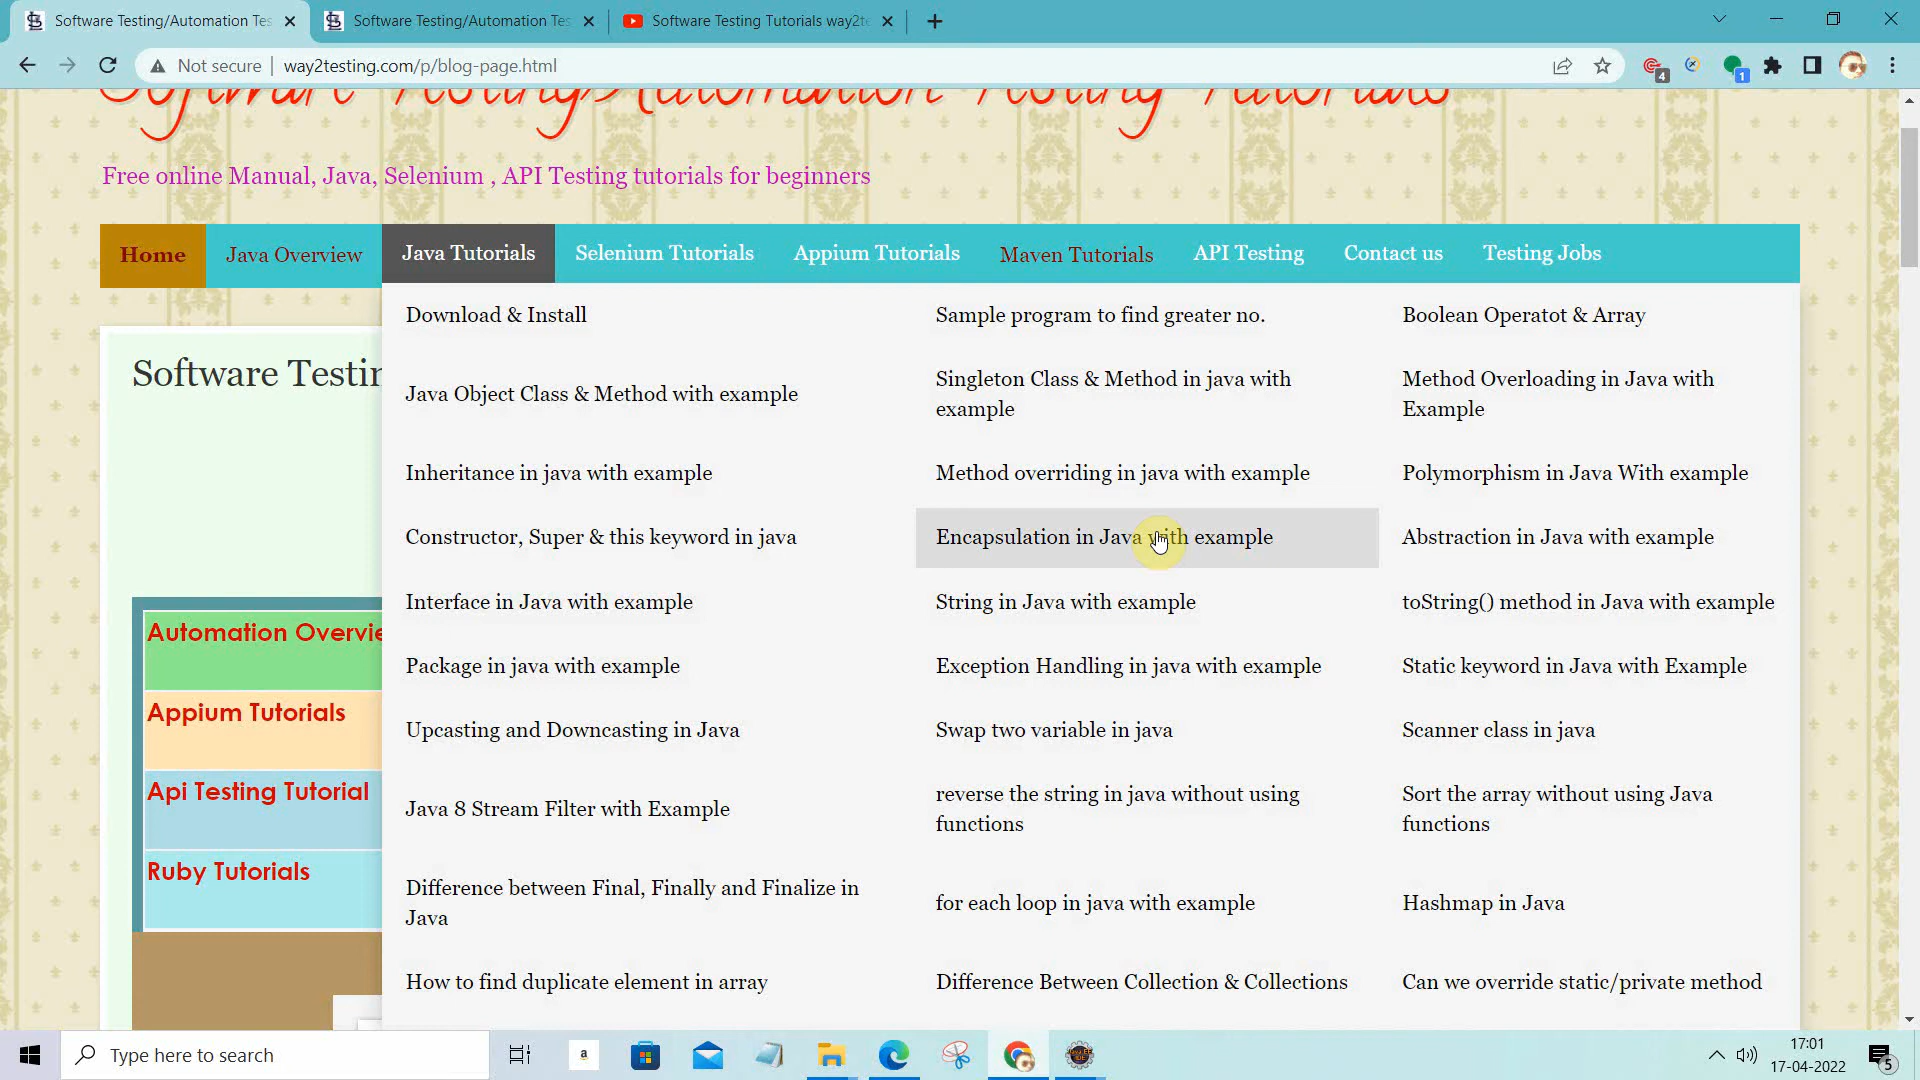 Software Testing/Automation Tes
Software Testing/Automation Tes
Software Testing Tutorials way2te
Not secure
way2testing.com/p/blog-page.html
4
1
Software Testing/Automation Testing Tutorials
Free online Manual, Java, Selenium , API Testing tutorials for beginners
Home
Java Overview
Java Tutorials
Selenium Tutorials
Appium Tutorials
Maven Tutorials
API Testing
Contact us
Testing Jobs
Software Testin
Automation Overvie
Appium Tutorials
Api Testing Tutorial
Ruby Tutorials
Download & Install
Sample program to find greater no.
Boolean Operatot & Array
Java Object Class & Method with example
Singleton Class & Method in java with
example
Method Overloading in Java with
Example
Inheritance in java with example
Method overriding in java with example
Polymorphism in Java With example
Constructor, Super & this keyword in java
Encapsulation in Java with example
Abstraction in Java with example
Interface in Java with example
String in Java with example
toString() method in Java with example
Package in java with example
Exception Handling in java with example
Static keyword in Java with Example
Upcasting and Downcasting in Java
Swap two variable in java
Scanner class in java
Java 8 Stream Filter with Example
reverse the string in java without using
functions
Sort the array without using Java
functions
Difference between Final, Finally and Finalize in
Java
for each loop in java with example
Hashmap in Java
How to find duplicate element in array
Difference Between Collection & Collections
Can we override static/private method
Type here to search
a
17:01
17-04-2022
5